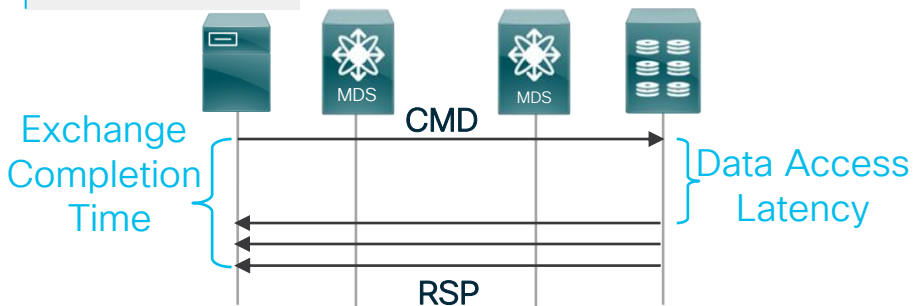 MDS
MDS
CMD
Exchange
Completion
Time
Data Access
Latency
RSP